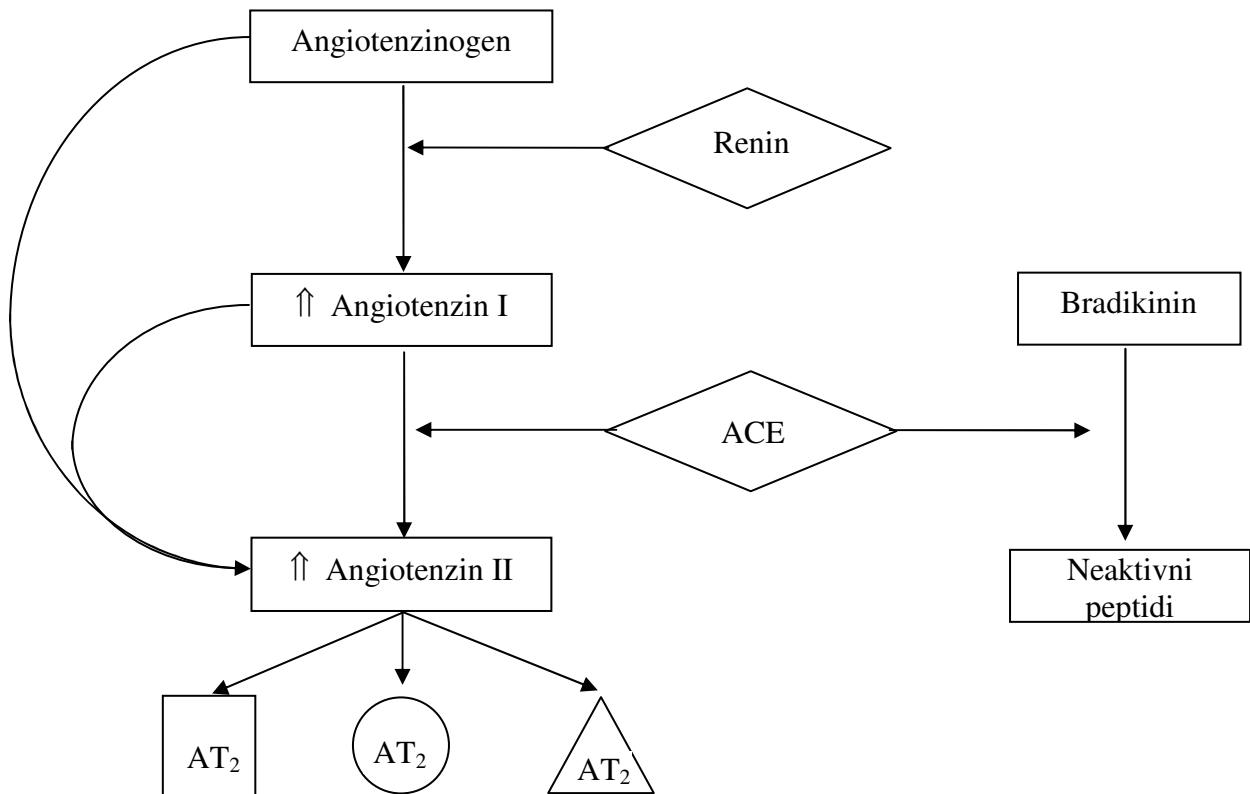 Angiotenzinogen
Renin
⇑ Angiotenzin I
Bradikinin
ACE
⇑ Angiotenzin II
Neaktivni
peptidi
AT₂
AT₂
AT₂